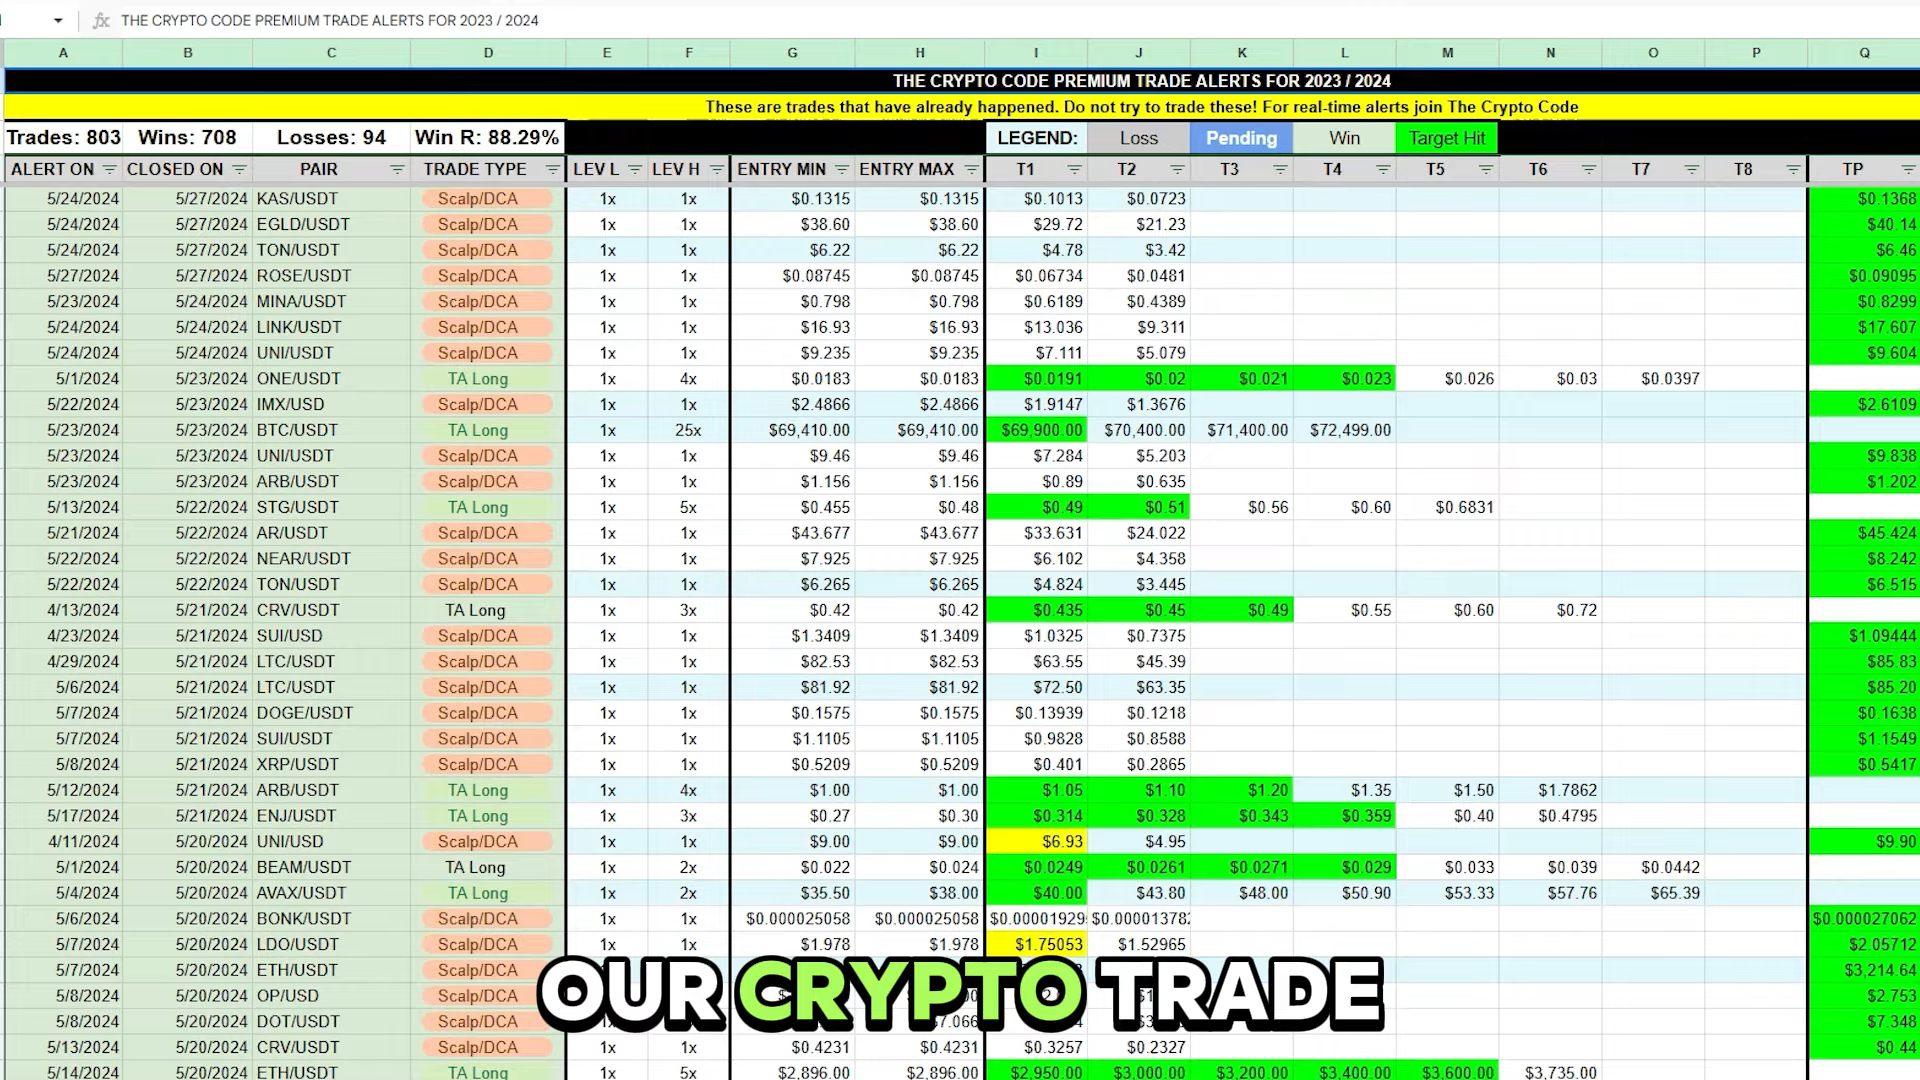 fx THE CRYPTO CODE PREMIUM TRADE ALERTS FOR 2023 / 2024
A B C D E F G H I J K L M N O P Q
THE CRYPTO CODE PREMIUM TRADE ALERTS FOR 2023 / 2024
These are trades that have already happened. Do not try to trade these! For real-time alerts join The Crypto Code
Trades: 803 Wins: 708 Losses: 94 Win R: 88.29% LEGEND: Loss Pending Win Target Hit
ALERT ON CLOSED ON PAIR TRADE TYPE LEV L LEV H ENTRY MIN ENTRY MAX T1 T2 T3 T4 T5 T6 T7 T8 TP
5/24/2024 5/27/2024 KAS/USDT Scalp/DCA 1x 1x $0.1315 $0.1315 $0.1013 $0.0723 $0.1368
5/24/2024 5/27/2024 EGLD/USDT Scalp/DCA 1x 1x $38.60 $38.60 $29.72 $21.23 $40.14
5/24/2024 5/27/2024 TON/USDT Scalp/DCA 1x 1x $6.22 $6.22 $4.78 $3.42 $6.46
5/27/2024 5/27/2024 ROSE/USDT Scalp/DCA 1x 1x $0.08745 $0.08745 $0.06734 $0.0481 $0.09095
5/23/2024 5/24/2024 MINA/USDT Scalp/DCA 1x 1x $0.798 $0.798 $0.6189 $0.4389 $0.8299
5/24/2024 5/24/2024 LINK/USDT Scalp/DCA 1x 1x $16.93 $16.93 $13.036 $9.311 $17.607
5/24/2024 5/24/2024 UNI/USDT Scalp/DCA 1x 1x $9.235 $9.235 $7.111 $5.079 $9.604
5/1/2024 5/23/2024 ONE/USDT TA Long 1x 4x $0.0183 $0.0183 $0.0191 $0.02 $0.021 $0.023 $0.026 $0.03 $0.0397
5/22/2024 5/23/2024 IMX/USD Scalp/DCA 1x 1x $2.4866 $2.4866 $1.9147 $1.3676 $2.6109
5/23/2024 5/23/2024 BTC/USDT TA Long 1x 25x $69,410.00 $69,410.00 $69,900.00 $70,400.00 $71,400.00 $72,499.00
5/23/2024 5/23/2024 UNI/USDT Scalp/DCA 1x 1x $9.46 $9.46 $7.284 $5.203 $9.838
5/23/2024 5/23/2024 ARB/USDT Scalp/DCA 1x 1x $1.156 $1.156 $0.89 $0.635 $1.202
5/13/2024 5/22/2024 STG/USDT TA Long 1x 5x $0.455 $0.48 $0.49 $0.51 $0.56 $0.60 $0.6831
5/21/2024 5/22/2024 AR/USDT Scalp/DCA 1x 1x $43.677 $43.677 $33.631 $24.022 $45.424
5/22/2024 5/22/2024 NEAR/USDT Scalp/DCA 1x 1x $7.925 $7.925 $6.102 $4.358 $8.242
5/22/2024 5/22/2024 TON/USDT Scalp/DCA 1x 1x $6.265 $6.265 $4.824 $3.445 $6.515
4/13/2024 5/21/2024 CRV/USDT TA Long 1x 3x $0.42 $0.42 $0.435 $0.45 $0.49 $0.55 $0.60 $0.72
4/23/2024 5/21/2024 SUI/USD Scalp/DCA 1x 1x $1.3409 $1.3409 $1.0325 $0.7375 $1.09444
4/29/2024 5/21/2024 LTC/USDT Scalp/DCA 1x 1x $82.53 $82.53 $63.55 $45.39 $85.83
5/6/2024 5/21/2024 LTC/USDT Scalp/DCA 1x 1x $81.92 $81.92 $72.50 $63.35 $85.20
5/7/2024 5/21/2024 DOGE/USDT Scalp/DCA 1x 1x $0.1575 $0.1575 $0.13939 $0.1218 $0.1638
5/7/2024 5/21/2024 SUI/USDT Scalp/DCA 1x 1x $1.1105 $1.1105 $0.9828 $0.8588 $1.1549
5/8/2024 5/21/2024 XRP/USDT Scalp/DCA 1x 1x $0.5209 $0.5209 $0.401 $0.2865 $0.5417
5/12/2024 5/21/2024 ARB/USDT TA Long 1x 4x $1.00 $1.00 $1.05 $1.10 $1.20 $1.35 $1.50 $1.7862
5/17/2024 5/21/2024 ENJ/USDT TA Long 1x 3x $0.27 $0.30 $0.314 $0.328 $0.343 $0.359 $0.40 $0.4795
4/11/2024 5/20/2024 UNI/USD Scalp/DCA 1x 1x $9.00 $9.00 $6.93 $4.95 $9.90
5/1/2024 5/20/2024 BEAM/USDT TA Long 1x 2x $0.022 $0.024 $0.0249 $0.0261 $0.0271 $0.029 $0.033 $0.039 $0.0442
5/4/2024 5/20/2024 AVAX/USDT TA Long 1x 2x $35.50 $38.00 $40.00 $43.80 $48.00 $50.90 $53.33 $57.76 $65.39
5/6/2024 5/20/2024 BONK/USDT Scalp/DCA 1x 1x $0.000025058 $0.000025058 $0.00001929 $0.00001378 $0.000027062
5/7/2024 5/20/2024 LDO/USDT Scalp/DCA 1x 1x $1.978 $1.978 $1.75053 $1.52965 $2.05712
5/7/2024 5/20/2024 ETH/USDT Scalp/DCA $3,214.64
5/8/2024 5/20/2024 OP/USD Scalp/DCA $2.753
5/8/2024 5/20/2024 DOT/USDT Scalp/DCA $7.348
OUR CRYPTO TRADE
5/13/2024 5/20/2024 CRV/USDT Scalp/DCA 1x 1x $0.4231 $0.4231 $0.3257 $0.2327 $0.44
5/14/2024 5/20/2024 ETH/USDT TA Long 1x 5x $2,896.00 $2,896.00 $2,950.00 $3,000.00 $3,200.00 $3,400.00 $3,600.00 $3,735.00